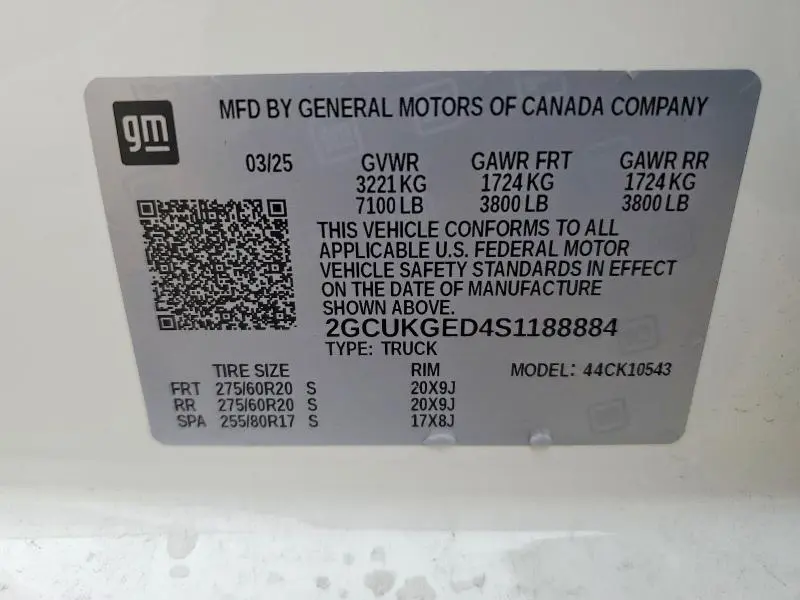 gm
MFD BY GENERAL MOTORS OF CANADA COMPANY
03/25 GVWR GAWR FRT GAWR RR
3221 KG 1724 KG 1724 KG
7100 LB 3800 LB 3800 LB
THIS VEHICLE CONFORMS TO ALL
APPLICABLE U.S. FEDERAL MOTOR
VEHICLE SAFETY STANDARDS IN EFFECT
ON THE DATE OF MANUFACTURE
SHOWN ABOVE.
2GCUKGED4S1188884
TYPE: TRUCK
TIRE SIZE RIM MODEL: 44CK10543
FRT 275/60R20 S 20X9J
RR 275/60R20 S 20X9J
SPA 255/80R17 S 17X8J